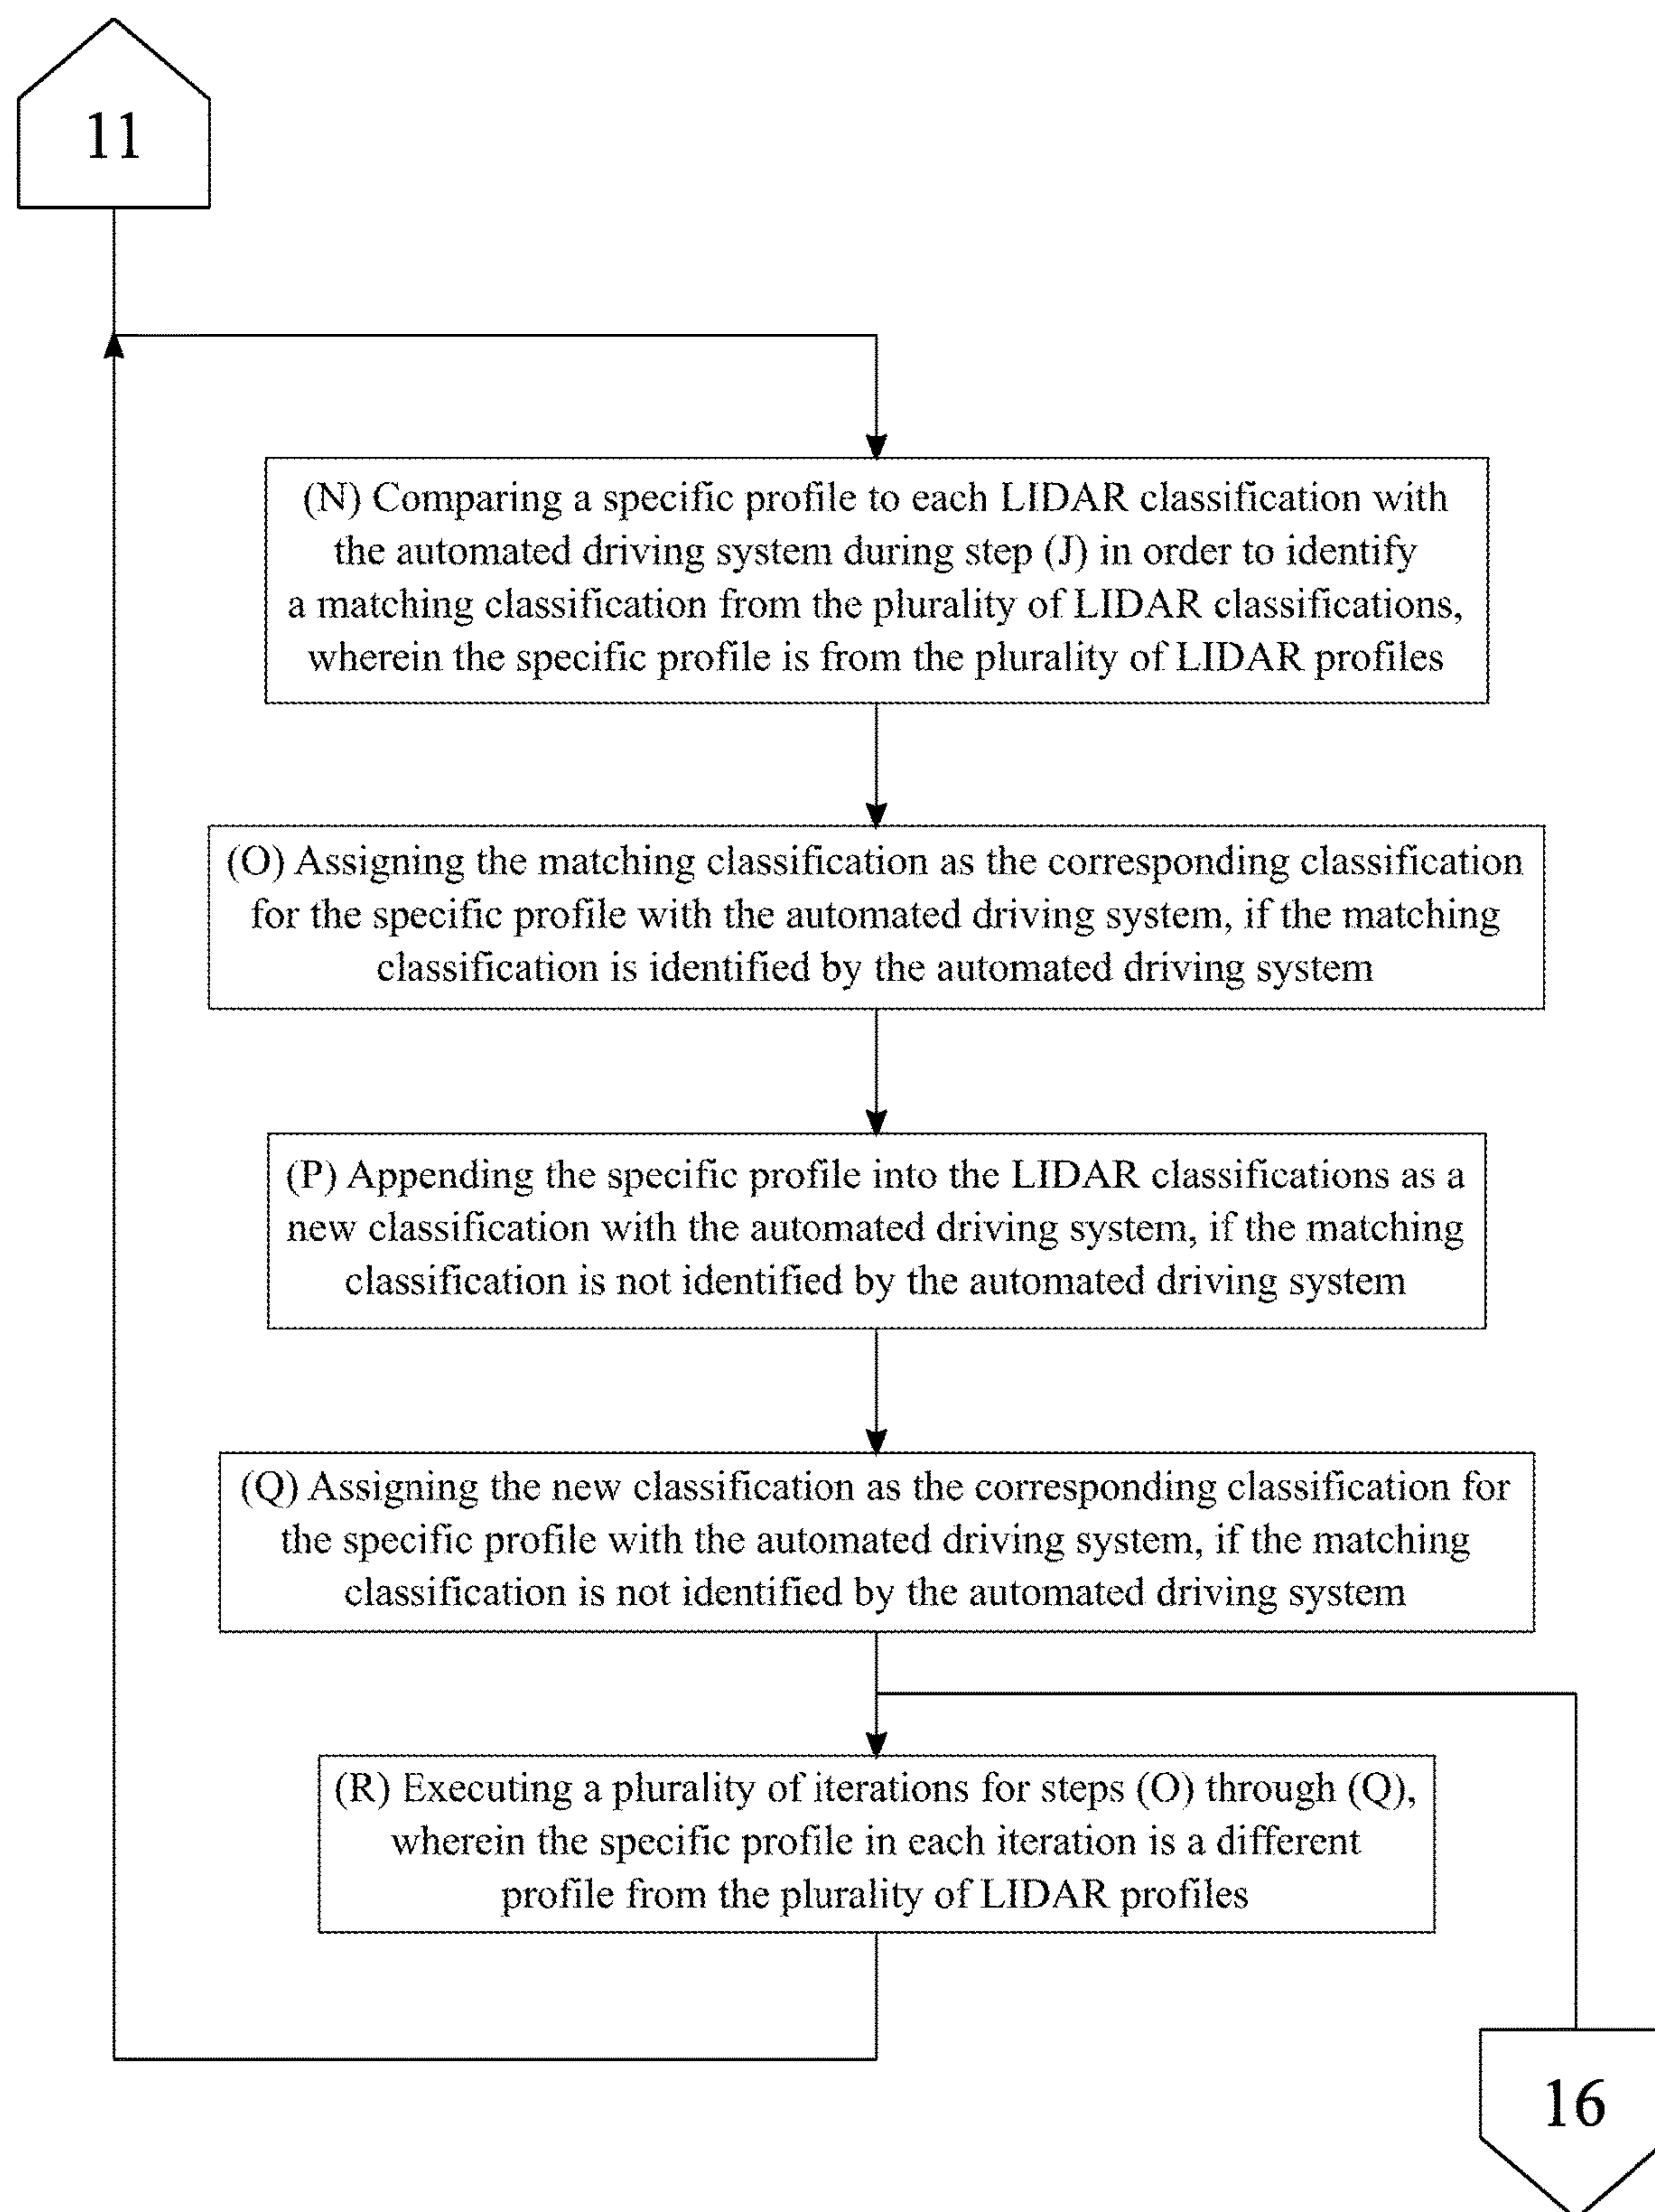 11
(N) Comparing a specific profile to each LIDAR classification with
the automated driving system during step (J) in order to identify
a matching classification from the plurality of LIDAR classifications,
wherein the specific profile is from the plurality of LIDAR profiles
(O) Assigning the matching classification as the corresponding classification
for the specific profile with the automated driving system, if the matching
classification is identified by the automated driving system
(P) Appending the specific profile into the LIDAR classifications as a
new classification with the automated driving system, if the matching
classification is not identified by the automated driving system
(Q) Assigning the new classification as the corresponding classification for
the specific profile with the automated driving system, if the matching
classification is not identified by the automated driving system
(R) Executing a plurality of iterations for steps (O) through (Q),
wherein the specific profile in each iteration is a different
profile from the plurality of LIDAR profiles
16